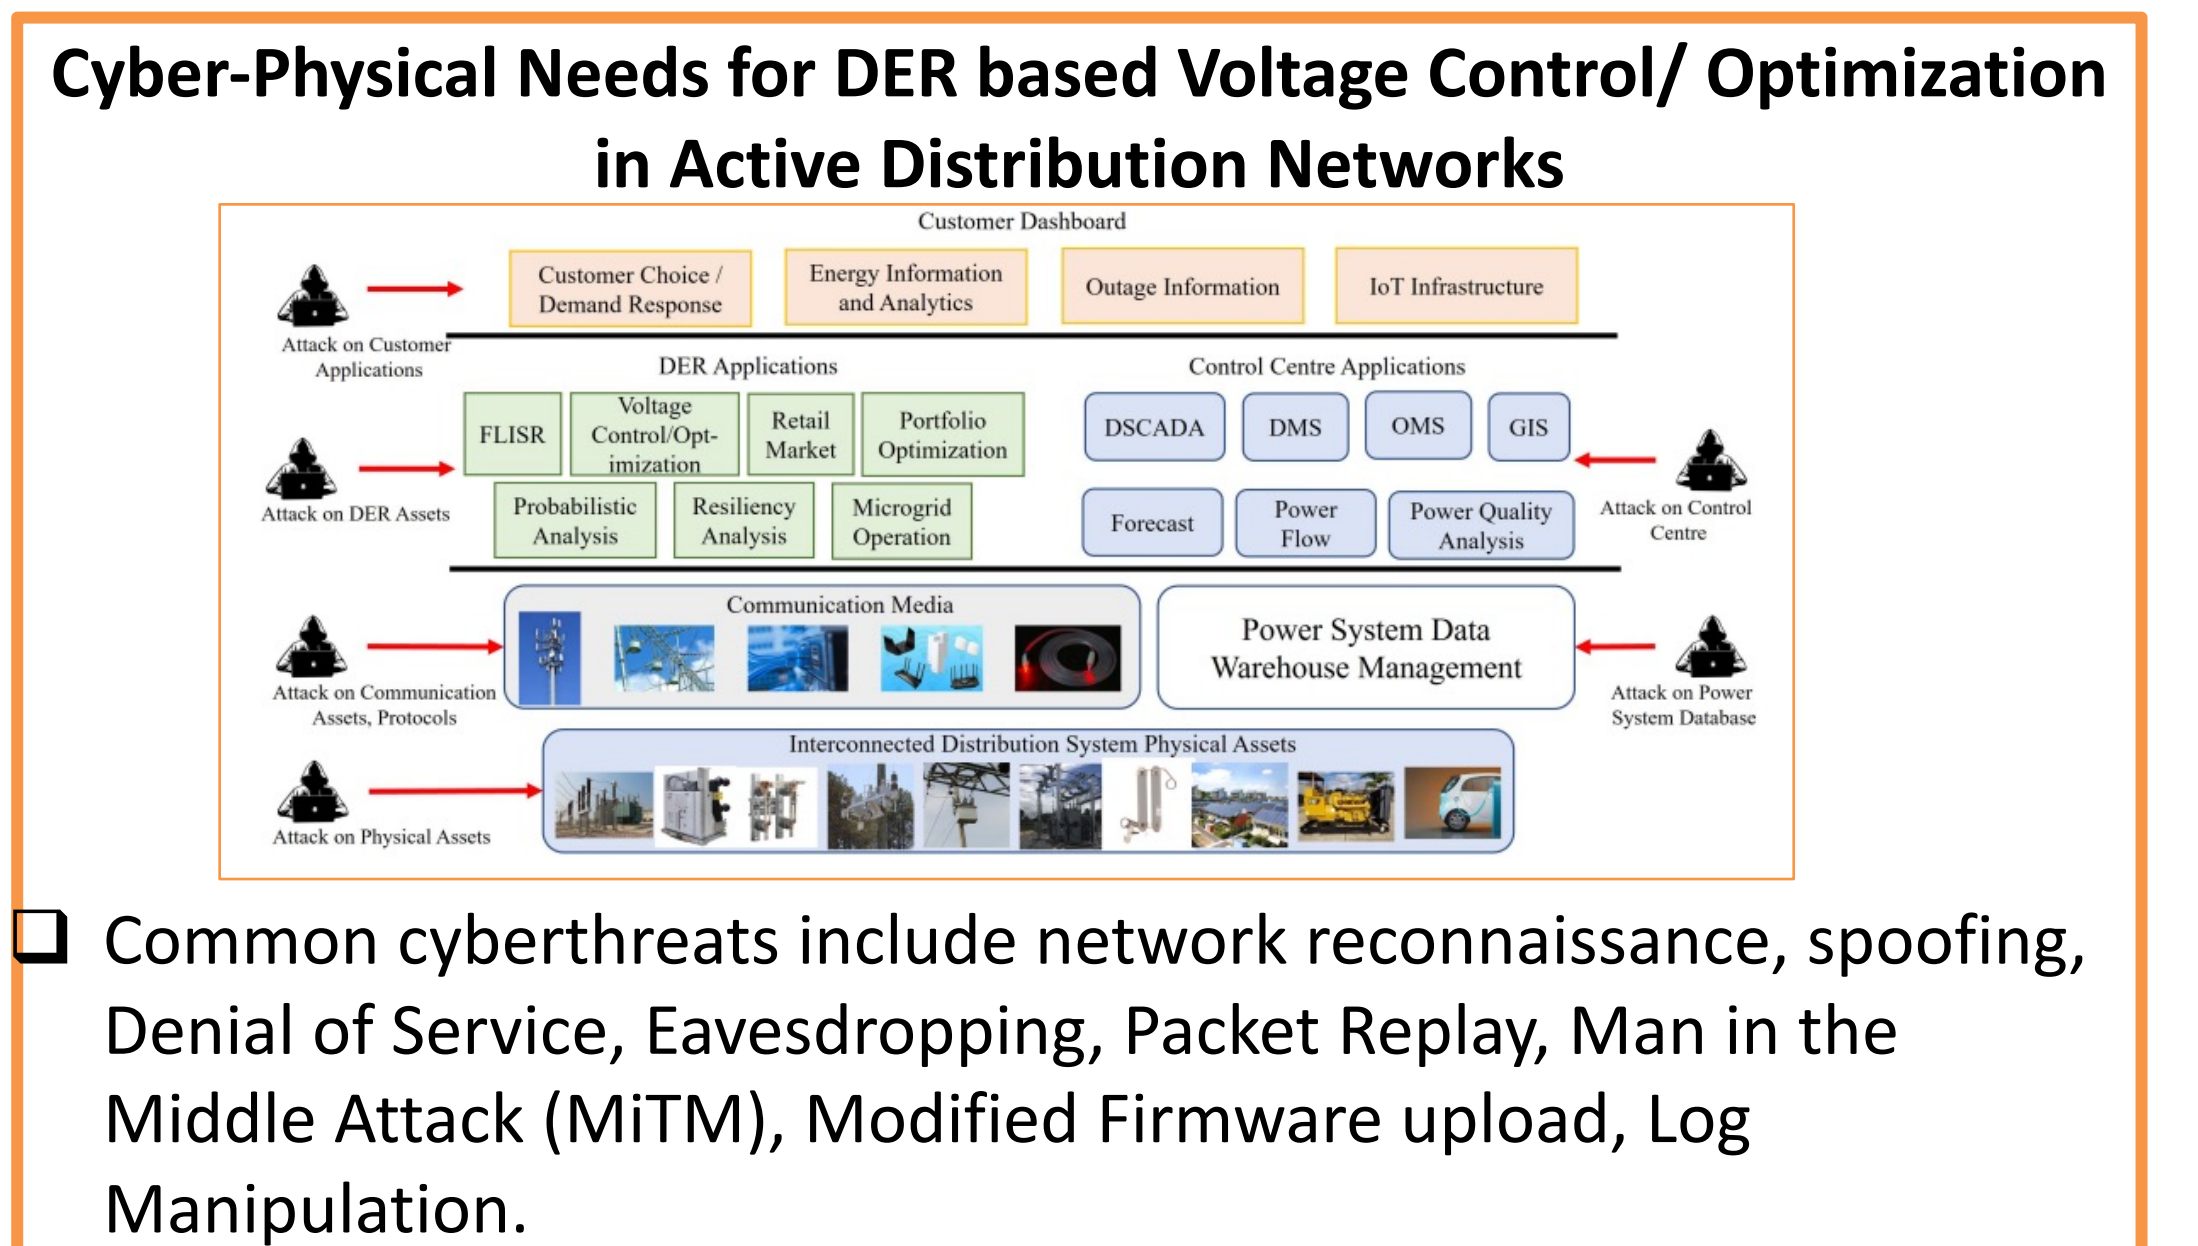 Cyber-Physical Needs for DER based Voltage Control/ Optimization
in Active Distribution Networks
Customer Dashboard
Customer Choice /
Demand Response
Energy Information
and Analytics
Outage Information
IoT Infrastructure
Attack on Customer
Applications
DER Applications
Control Centre Applications
FLISR
Voltage
Control/Opt-
imization
Retail
Market
Portfolio
Optimization
DSCADA
DMS
OMS
GIS
Attack on DER Assets
Probabilistic
Analysis
Resiliency
Analysis
Microgrid
Operation
Forecast
Power
Flow
Power Quality
Analysis
Attack on Control
Centre
Communication Media
Power System Data
Warehouse Management
Attack on Communication
Assets, Protocols
Attack on Power
System Database
Interconnected Distribution System Physical Assets
Attack on Physical Assets
Common cyberthreats include network reconnaissance, spoofing,
Denial of Service, Eavesdropping, Packet Replay, Man in the
Middle Attack (MiTM), Modified Firmware upload, Log
Manipulation.